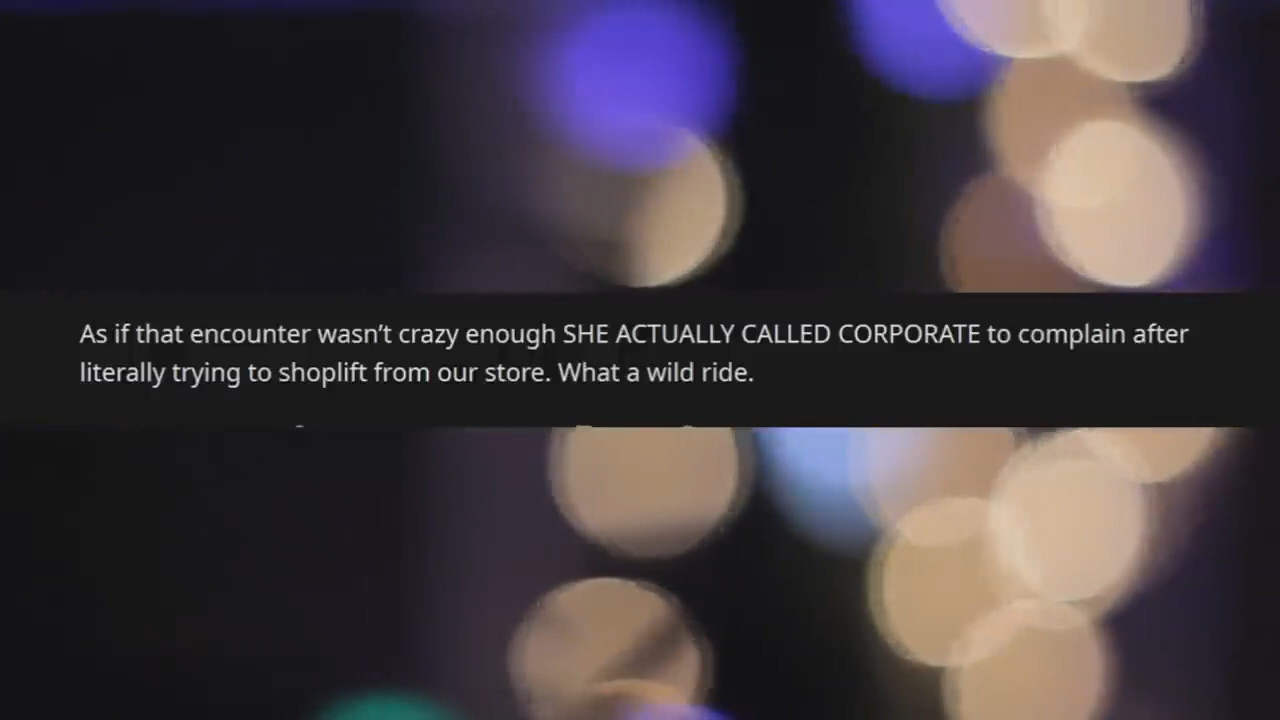 As if that encounter wasn’t crazy enough SHE ACTUALLY CALLED CORPORATE to complain after
literally trying to shoplift from our store. What a wild ride.